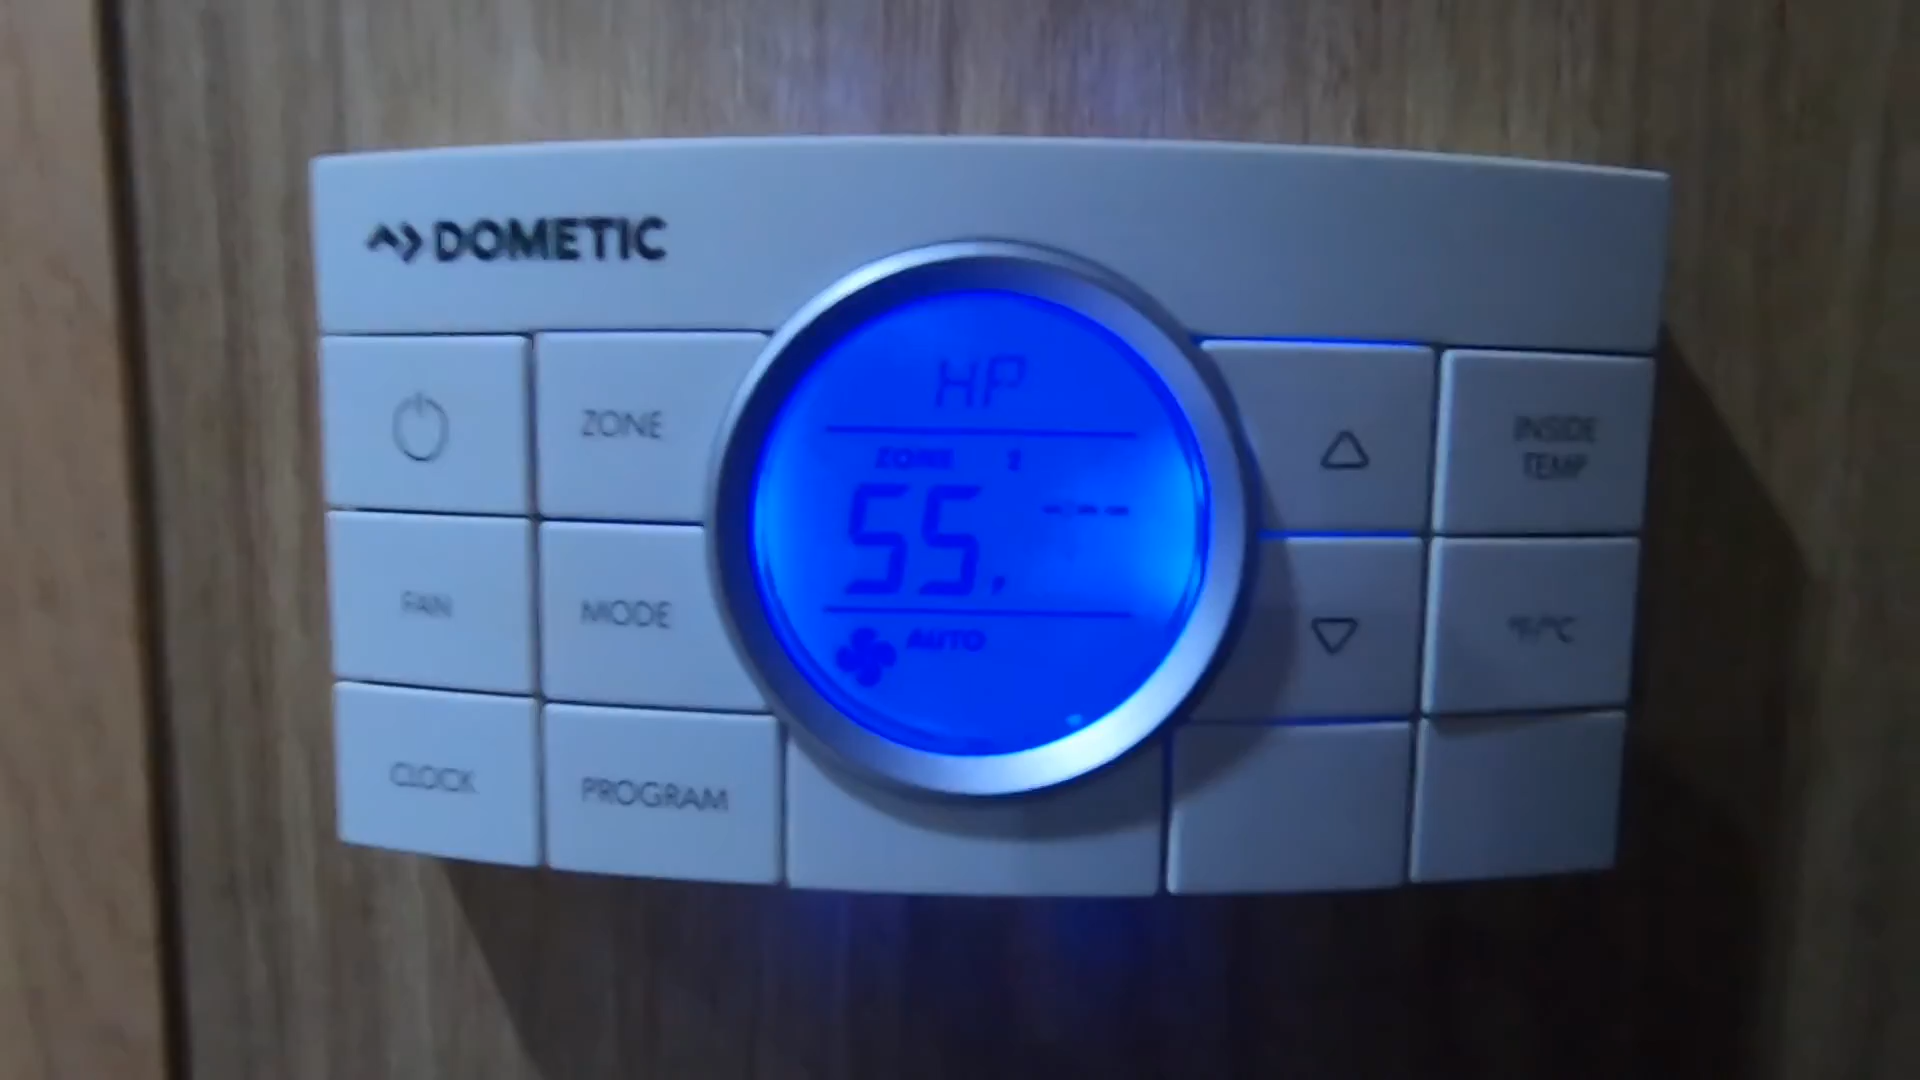 DOMETIC
HP
ZONE 1
55
AUTO
ZONE
FAN
MODE
CLOCK
PROGRAM
INSIDE
TEMP
°F/°C